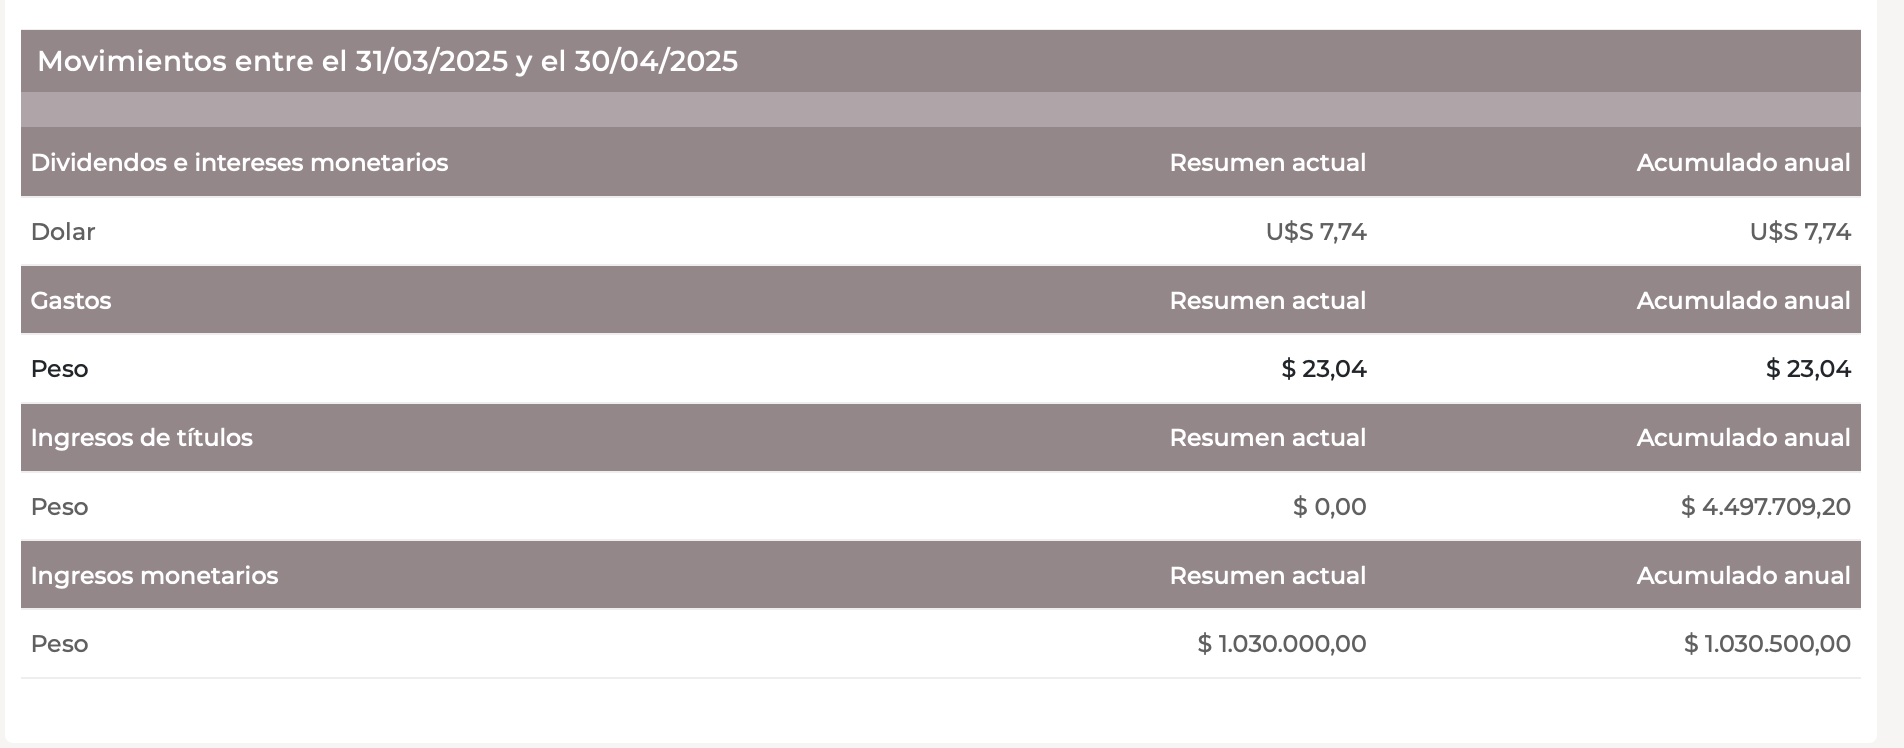 Movimientos entre el 31/03/2025 y el 30/04/2025
Dividendos e intereses monetarios Resumen actual Acumulado anual
Dolar U$S 7,74 U$S 7,74
Gastos Resumen actual Acumulado anual
Peso $ 23,04 $ 23,04
Ingresos de títulos Resumen actual Acumulado anual
Peso $ 0,00 $ 4.497.709,20
Ingresos monetarios Resumen actual Acumulado anual
Peso $ 1.030.000,00 $ 1.030.500,00